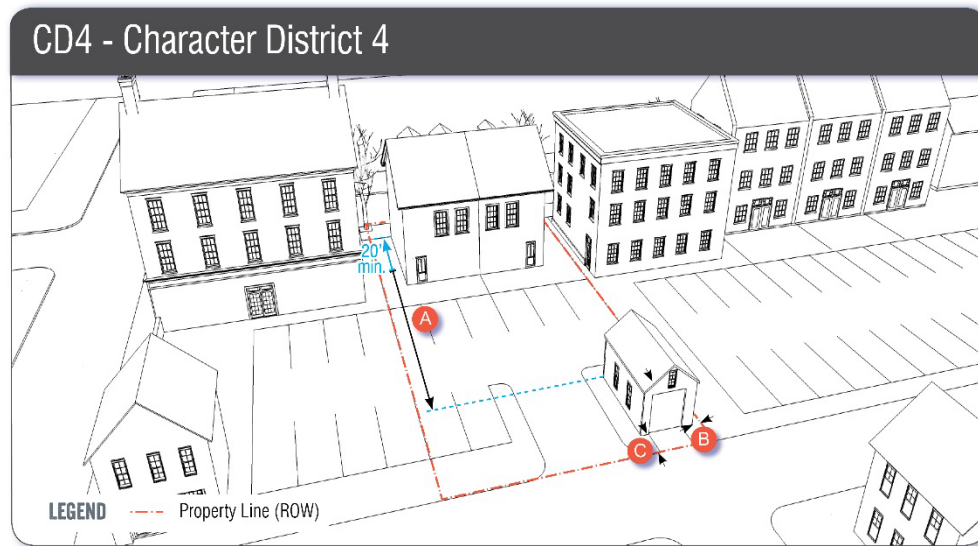 CD4 - Character District 4
20'
min.
A
B
C
LEGEND
Property Line (ROW)